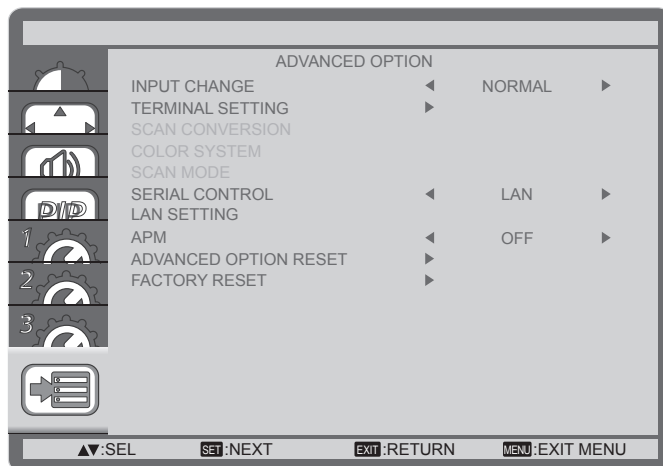 ADVANCED OPTION
INPUT CHANGE ◀ NORMAL ▶
TERMINAL SETTING ▶
SCAN CONVERSION
COLOR SYSTEM
SCAN MODE
SERIAL CONTROL ◀ LAN ▶
LAN SETTING
APM ◀ OFF ▶
ADVANCED OPTION RESET ▶
FACTORY RESET ▶
PIP
1
2
3
▲▼:SEL SET:NEXT EXIT:RETURN MENU:EXIT MENU